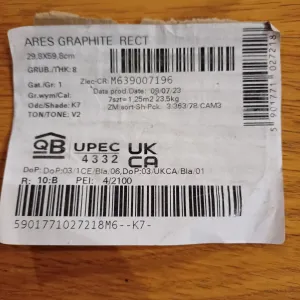 ARES GRAPHITE RECT
29,8X59,8cm
GRUB./THK: 8
Zlec-CR: M639007196
Gat./Gr: 1
Data prod/Date: 09/07/23
Gr.wym/Cal:
7szt= 1,25m2 23,5kg
Odc/Shade: K7
ZM:sort Sh-Pck: 3:363/78:CAM3
TON/TONE: V2
5901771027218
QB UPEC UK
4332 CA
DoP: DoP:03/1CE/Bla/06,DoP:03/UKCA/Bla/01
R: 10:B PEI: 4/2100
5901771027218M6--K7-